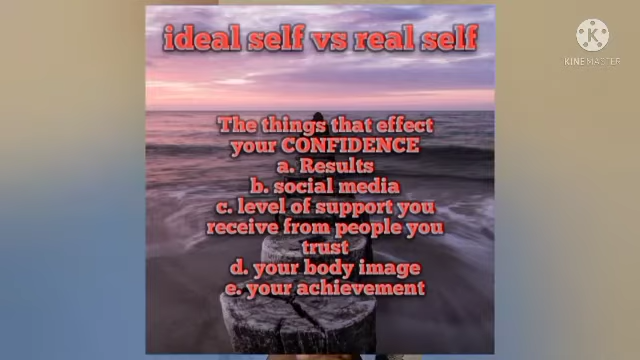 ideal self vs real self
K
KINEMASTER
The things that effect
your CONFIDENCE
a. Results
b. social media
c. level of support you
receive from people you
trust
d. your body image
e. your achievement